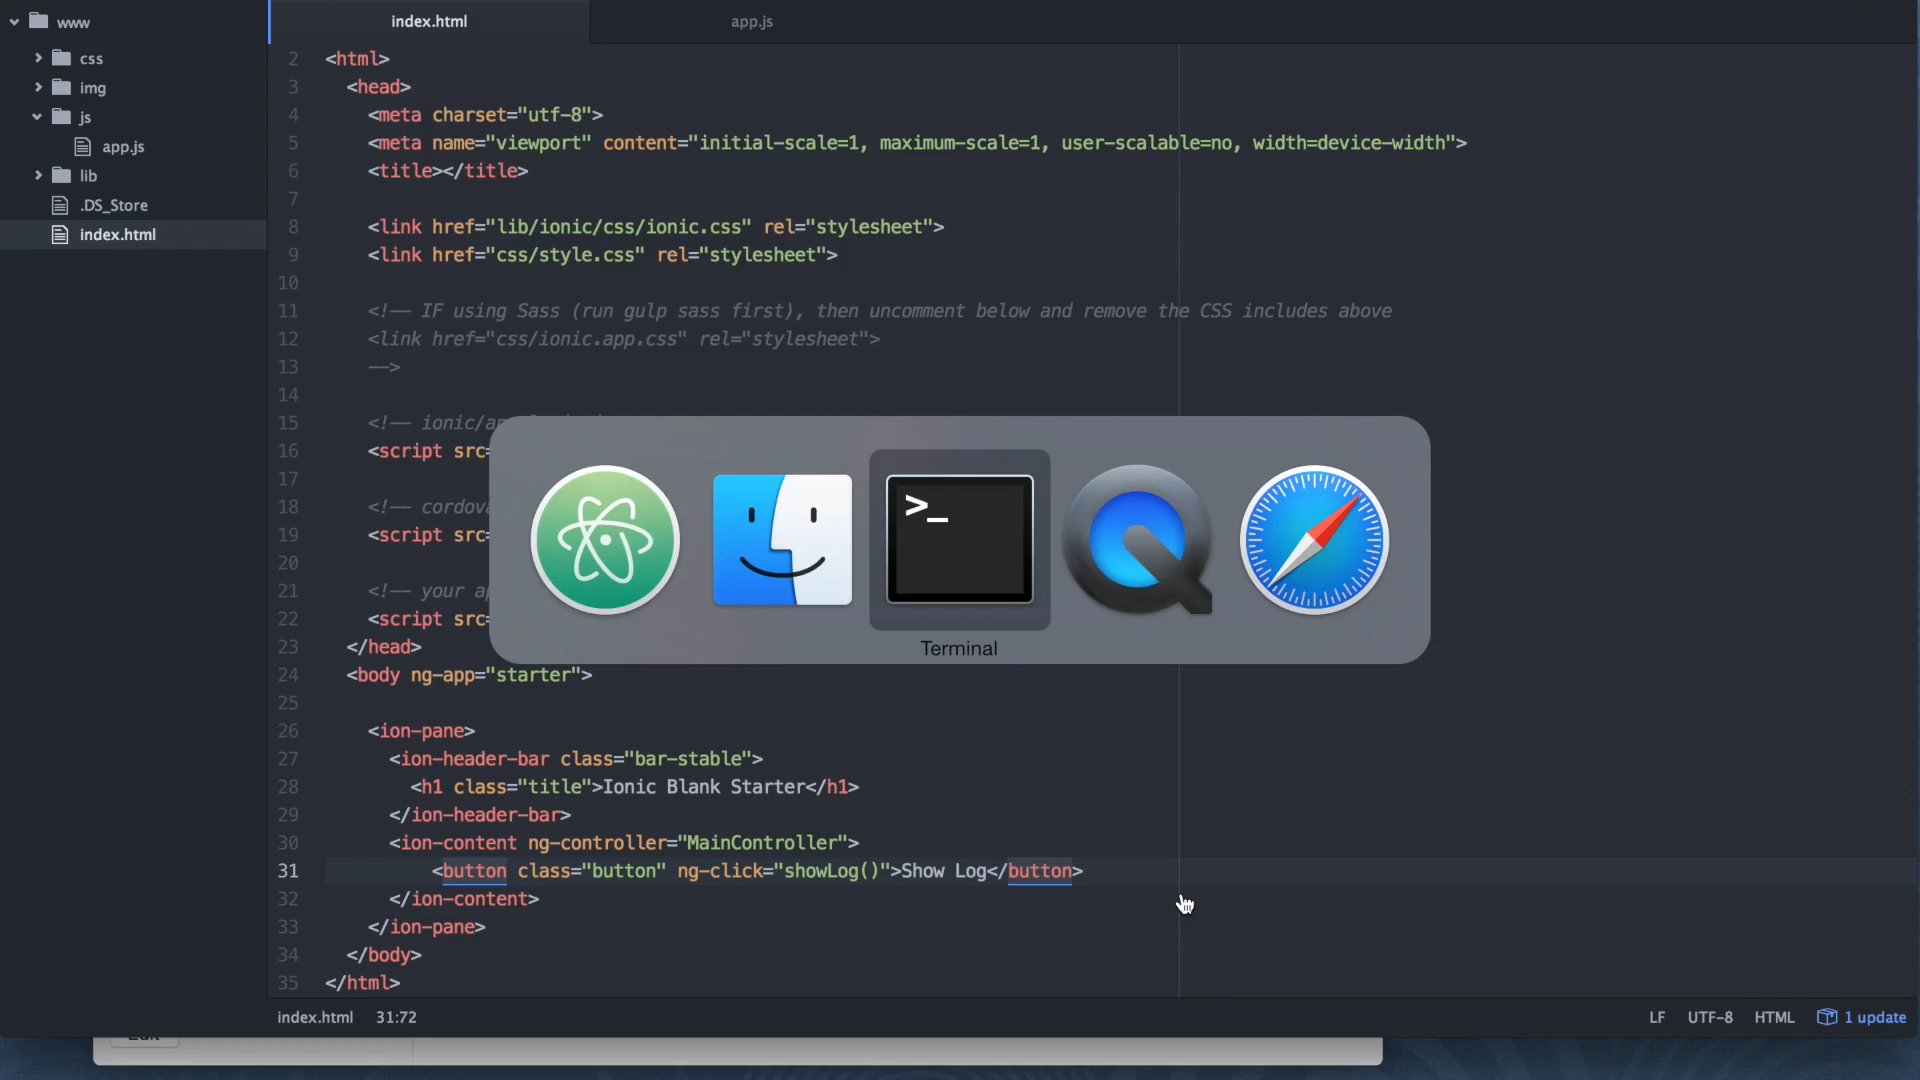 www
css
img
js
app.js
lib
.DS_Store
index.html
index.html
app.js
2 <html>
3 <head>
4 <meta charset="utf-8">
5 <meta name="viewport" content="initial-scale=1, maximum-scale=1, user-scalable=no, width=device-width">
6 <title></title>
7
8 <link href="lib/ionic/css/ionic.css" rel="stylesheet">
9 <link href="css/style.css" rel="stylesheet">
10
11 <!-- IF using Sass (run gulp sass first), then uncomment below and remove the CSS includes above
12 <link href="css/ionic.app.css" rel="stylesheet">
13 -->
14
15 <!-- ionic/
16 <script src=
17
18 <!-- cordova
19 <script src=
20
21 <!-- your
22 <script src=
23 </head>
24 <body ng-app="starter">
25
26 <ion-pane>
27 <ion-header-bar class="bar-stable">
28 <h1 class="title">Ionic Blank Starter</h1>
29 </ion-header-bar>
30 <ion-content ng-controller="MainController">
31 <button class="button" ng-click="showLog()">Show Log</button>
32 </ion-content>
33 </ion-pane>
34 </body>
35 </html>
>_
Terminal
index.html 31:72
LF UTF-8 HTML 1 update